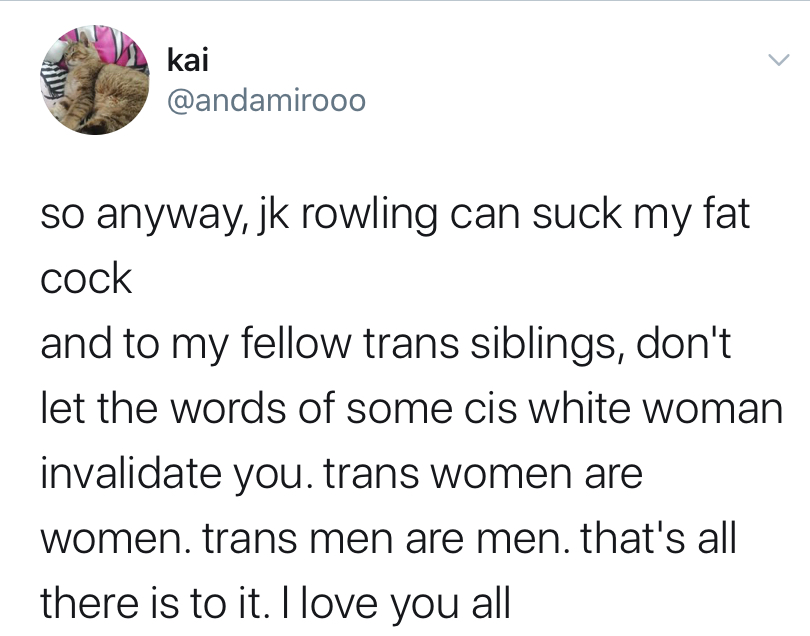 kai
@andamirooo
so anyway, jk rowling can suck my fat
cock
and to my fellow trans siblings, don't
let the words of some cis white woman
invalidate you. trans women are
women. trans men are men. that's all
there is to it. I love you all